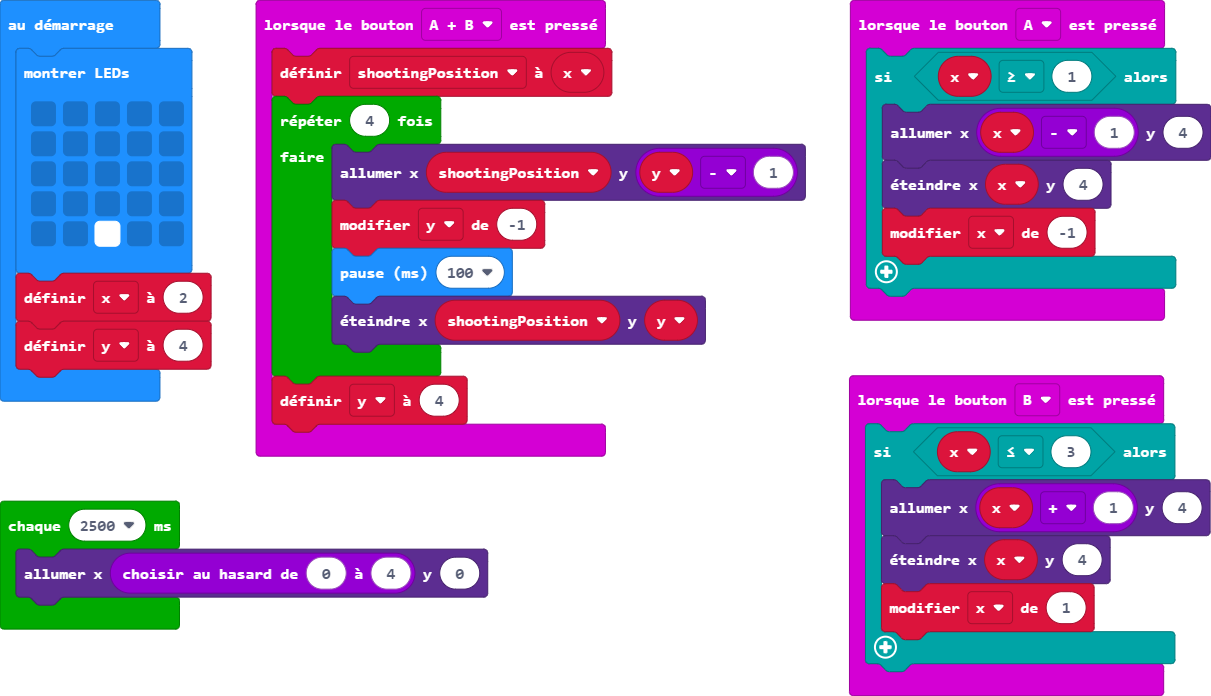 au démarrage
montrer LEDs
définir x à 2
définir y à 4
lorsque le bouton A + B est pressé
définir shootingPosition à x
répéter 4 fois
faire
allumer x shootingPosition y y - 1
modifier y de -1
pause (ms) 100
éteindre x shootingPosition y y
définir y à 4
chaque 2500 ms
allumer x choisir au hasard de 0 à 4 y 0
lorsque le bouton A est pressé
si x ≥ 1 alors
allumer x x - 1 y 4
éteindre x x y 4
modifier x de -1
lorsque le bouton B est pressé
si x ≤ 3 alors
allumer x x + 1 y 4
éteindre x x y 4
modifier x de 1